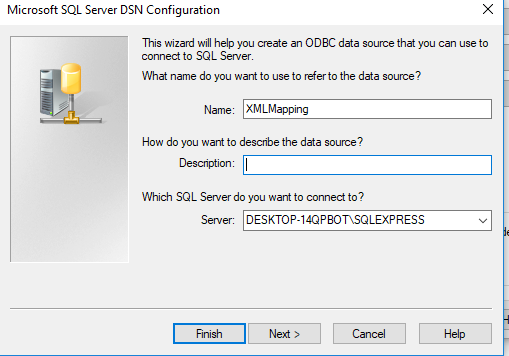 Microsoft SQL Server DSN Configuration
This wizard will help you create an ODBC data source that you can use to
connect to SQL Server.
What name do you want to use to refer to the data source?
Name: XMLMapping
How do you want to describe the data source?
Description:
Which SQL Server do you want to connect to?
Server: DESKTOP-14QPBOT\SQLEXPRESS
Finish Next > Cancel Help